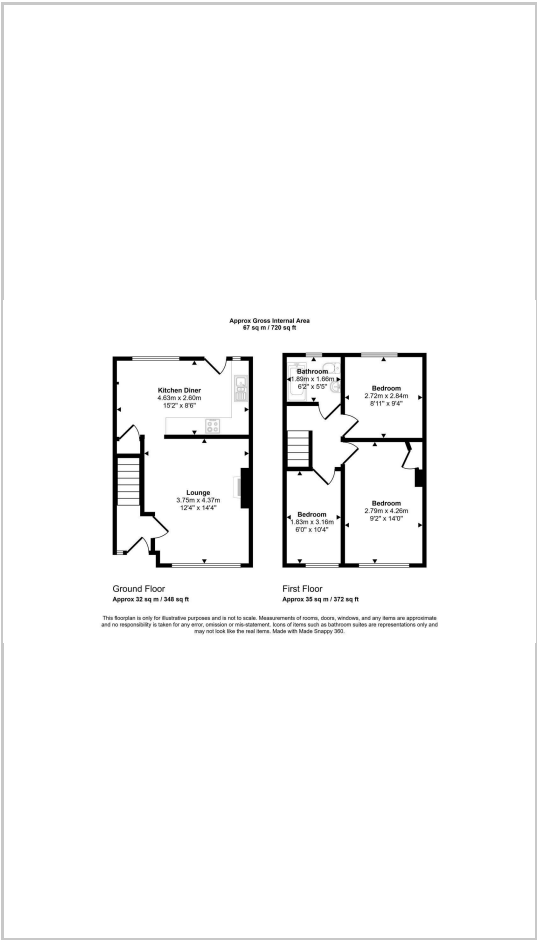 Approx Gross Internal Area
67 sq m / 720 sq ft
Kitchen Diner
4.63m x 2.60m
15'2" x 8'6"
Lounge
3.75m x 4.37m
12'4" x 14'4"
Ground Floor
Approx 32 sq m / 348 sq ft
Bathroom
1.89m x 1.66m
6'2" x 5'5"
Bedroom
2.72m x 2.84m
8'11" x 9'4"
Bedroom
1.83m x 3.16m
6'0" x 10'4"
Bedroom
2.79m x 4.26m
9'2" x 14'0"
First Floor
Approx 35 sq m / 372 sq ft
This floorplan is only for illustrative purposes and is not to scale. Measurements of rooms, doors, windows, and any items are approximate
and no responsibility is taken for any error, omission or mis-statement. Icons of items such as bathroom suites are representations only and
may not look like the real items. Made with Made Snappy 360.